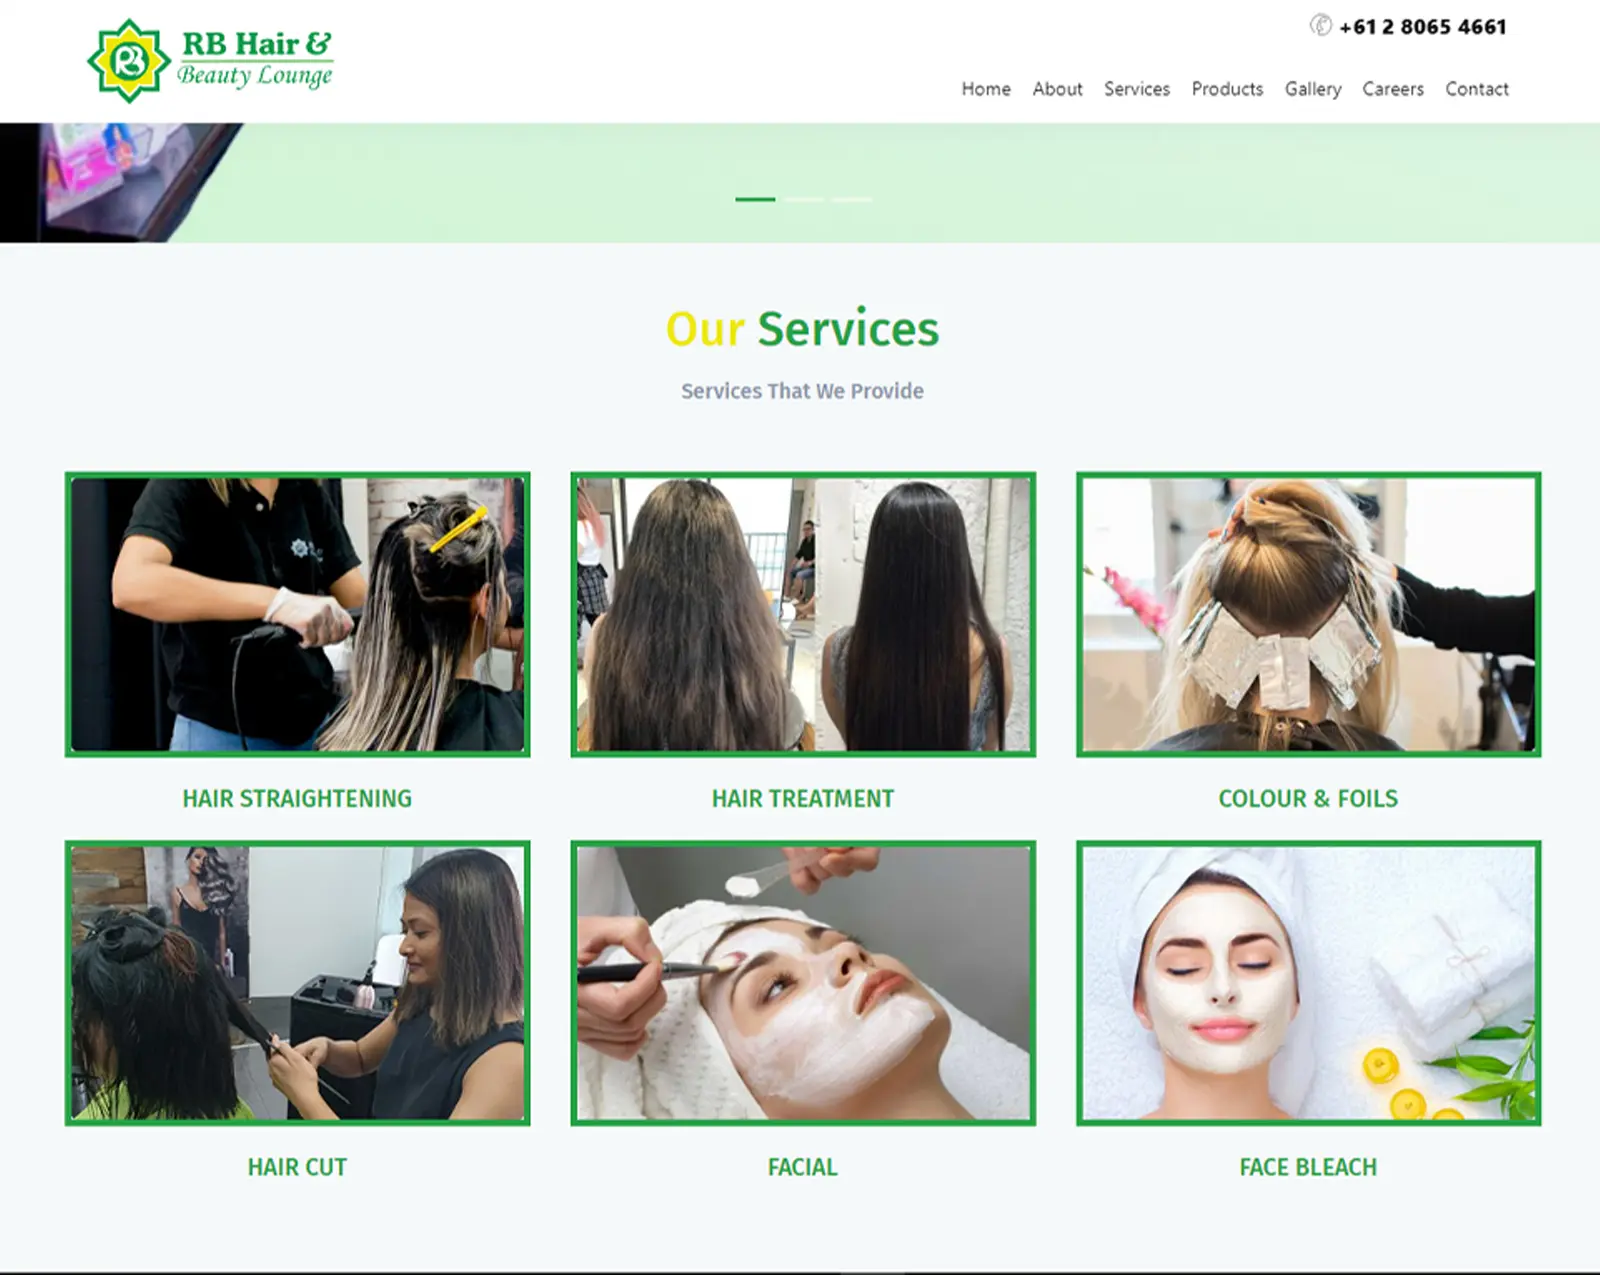 RB
RB Hair &
Beauty Lounge
+61 2 8065 4661
Home About Services Products Gallery Careers Contact
Our Services
Services That We Provide
HAIR STRAIGHTENING
HAIR TREATMENT
COLOUR & FOILS
HAIR CUT
FACIAL
FACE BLEACH